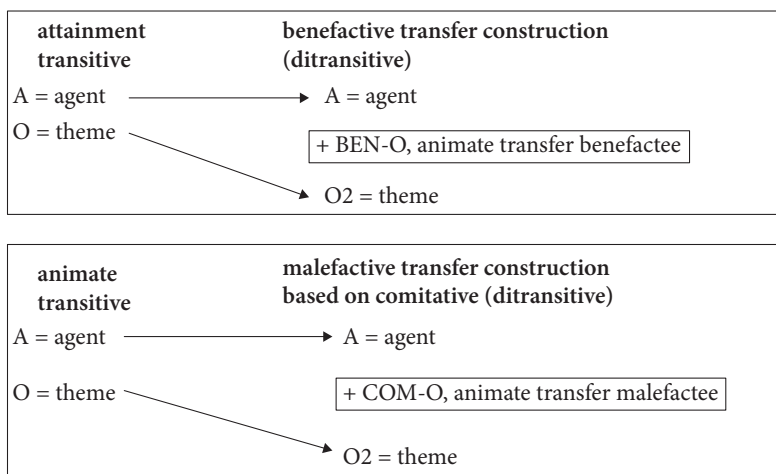 attainment transitive
benefactive transfer construction (ditransitive)
A = agent
A = agent
O = theme
+ BEN-O, animate transfer benefactee
O2 = theme
animate transitive
malefactive transfer construction based on comitative (ditransitive)
A = agent
A = agent
O = theme
+ COM-O, animate transfer malefactee
O2 = theme